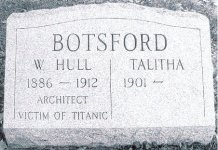 BOTSFORD
W. HULL TALITHA
1886 — 1912 1901 —
ARCHITECT
VICTIM OF TITANIC